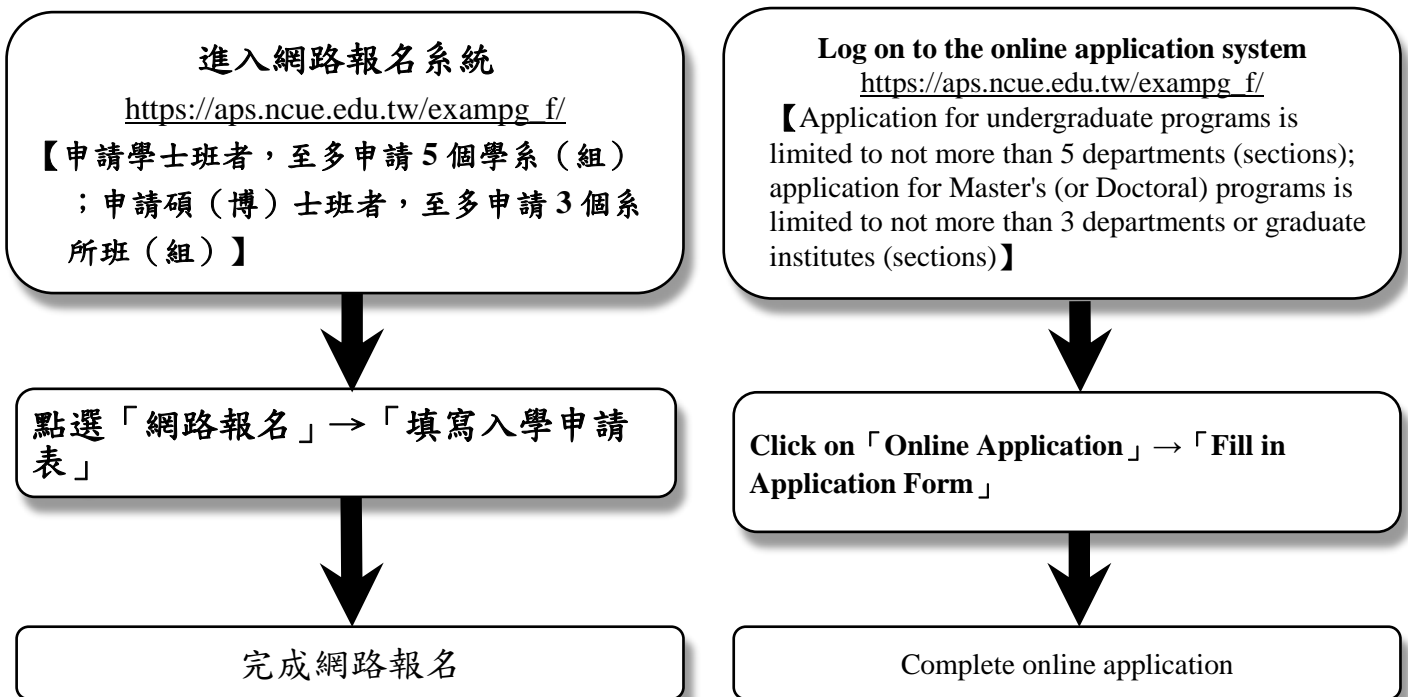 進入網路報名系統
https://aps.ncue.edu.tw/exampg_f/
【申請學士班者，至多申請 5 個學系（組）
；申請碩（博）士班者，至多申請 3 個系
所班（組）】
點選「網路報名」→「填寫入學申請
表」
完成網路報名
Log on to the online application system
https://aps.ncue.edu.tw/exampg_f/
【Application for undergraduate programs is
limited to not more than 5 departments (sections);
application for Master's (or Doctoral) programs is
limited to not more than 3 departments or graduate
institutes (sections)】
Click on「Online Application」→「Fill in
Application Form」
Complete online application